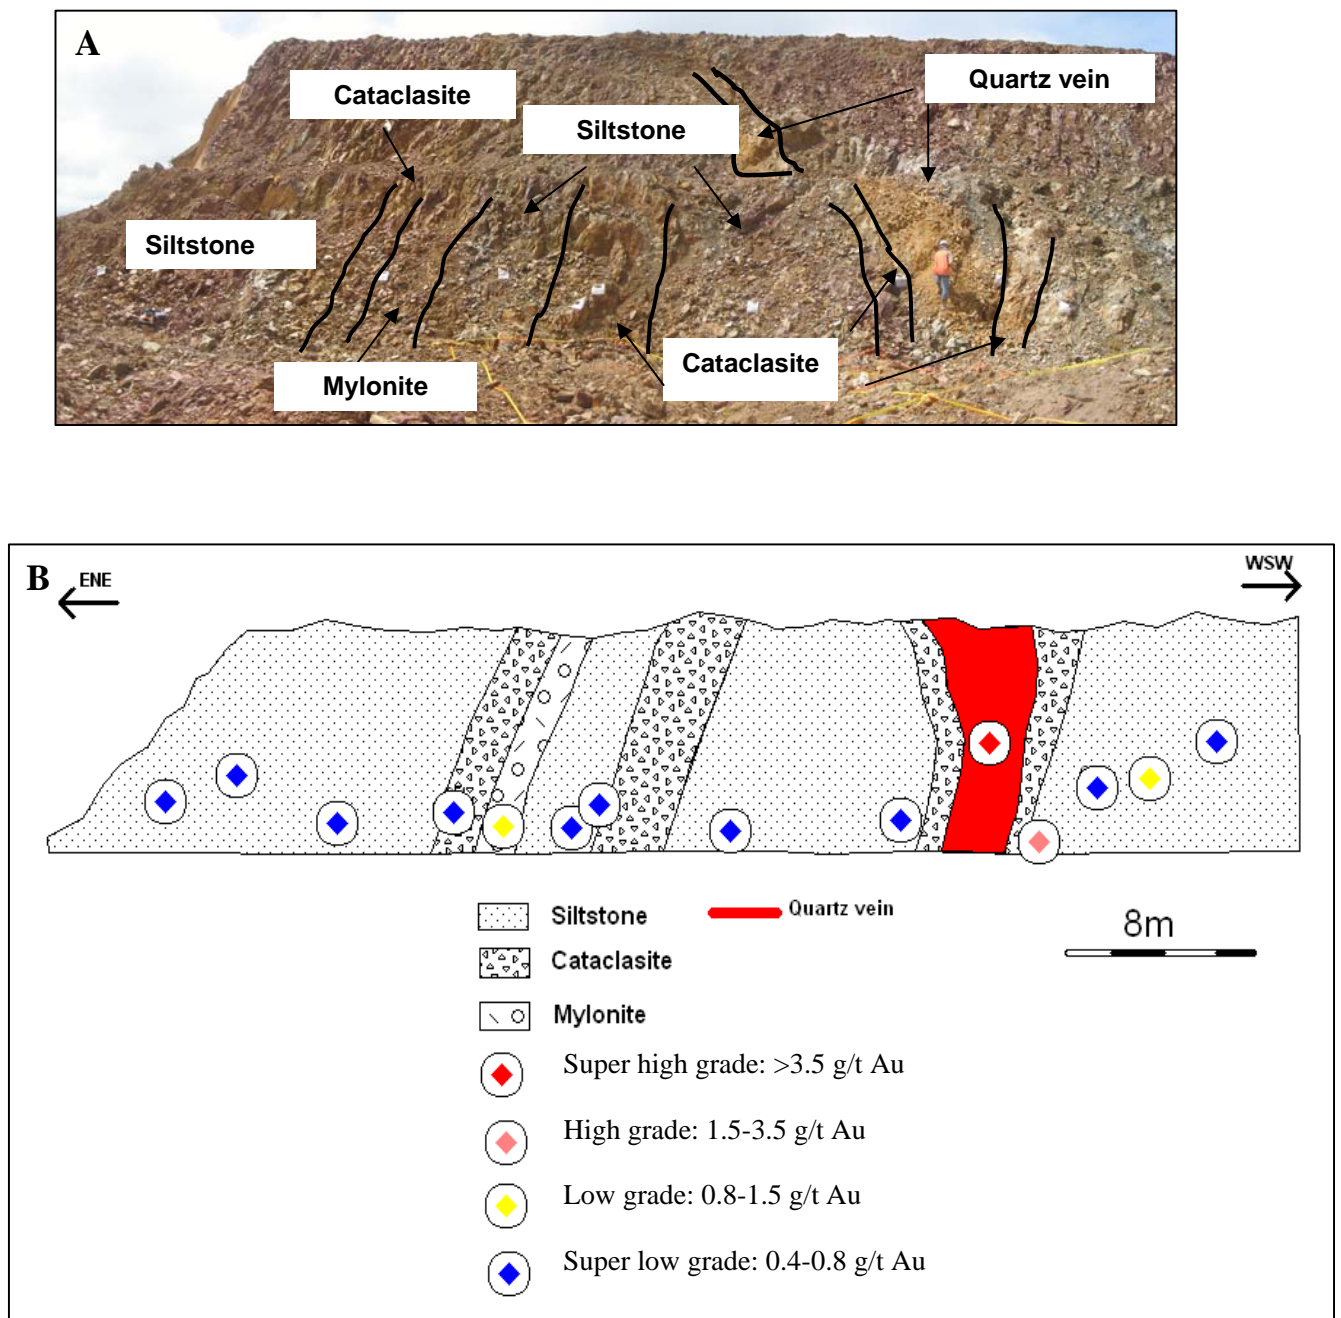 A
Cataclasite
Quartz vein
Siltstone
Siltstone
Cataclasite
Mylonite
B
ENE
WSW
Siltstone
Quartz vein
8m
Cataclasite
Mylonite
Super high grade: >3.5 g/t Au
High grade: 1.5-3.5 g/t Au
Low grade: 0.8-1.5 g/t Au
Super low grade: 0.4-0.8 g/t Au